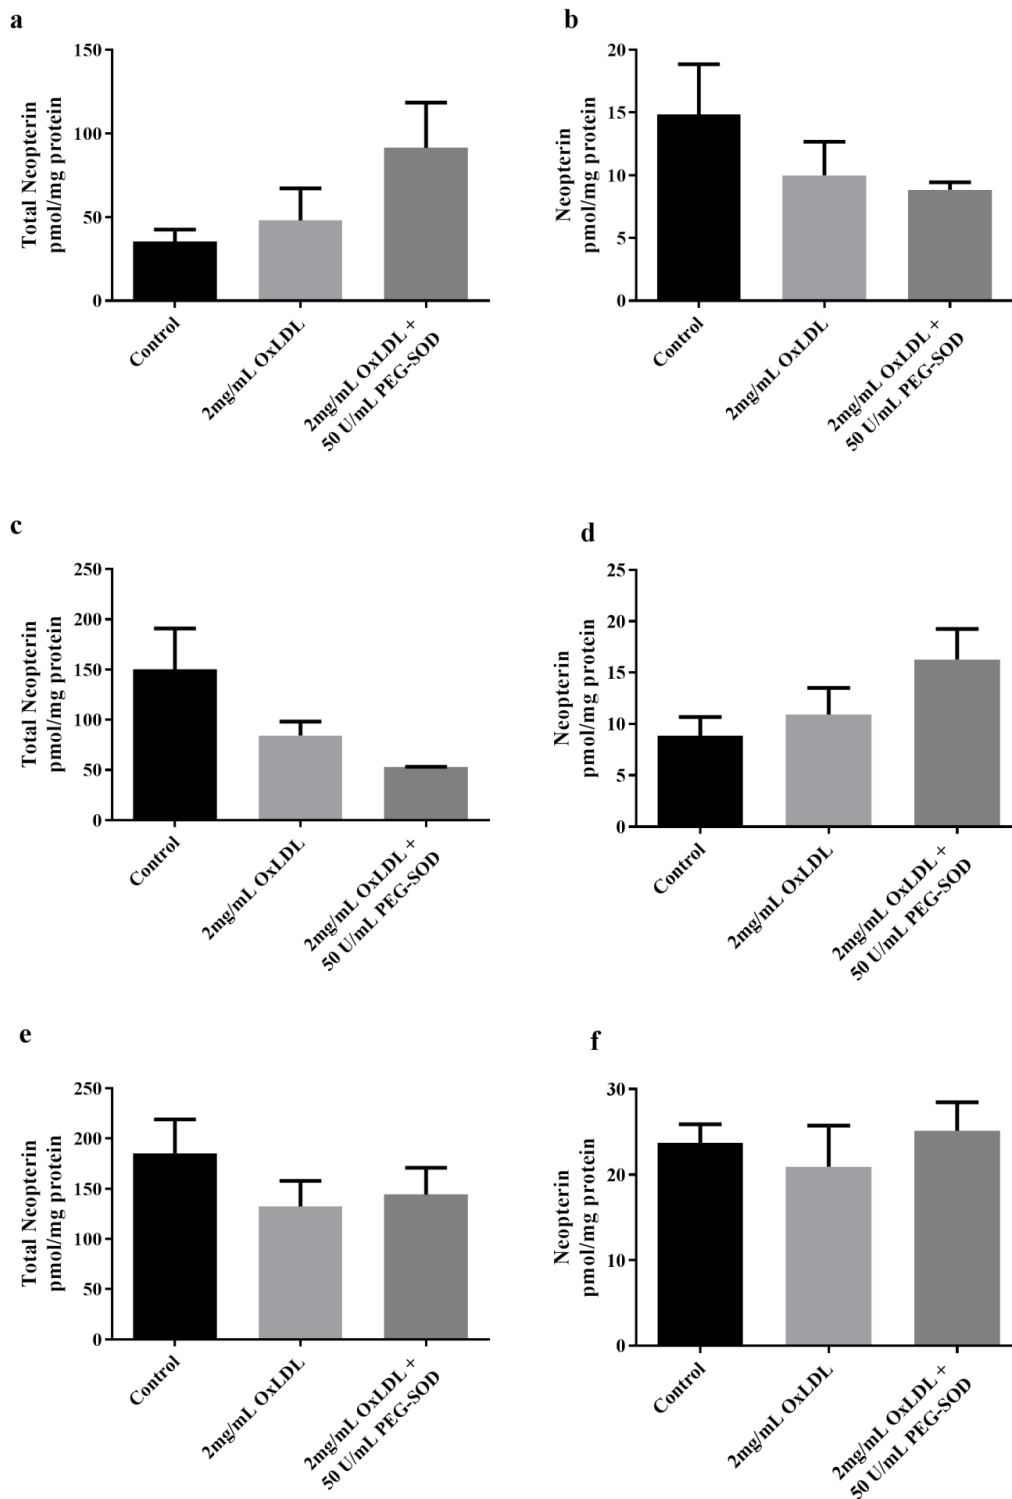 a
Total Neopterin
pmol/mg protein
150
100
50
0
Control
2mg/mL OxLDL
2mg/mL OxLDL +
50 U/mL PEG-SOD
b
Neopterin
pmol/mg protein
20
15
10
5
0
Control
2mg/mL OxLDL
2mg/mL OxLDL +
50 U/mL PEG-SOD
c
Total Neopterin
pmol/mg protein
250
200
150
100
50
0
Control
2mg/mL OxLDL
2mg/mL OxLDL +
50 U/mL PEG-SOD
d
Neopterin
pmol/mg protein
25
20
15
10
5
0
Control
2mg/mL OxLDL
2mg/mL OxLDL +
50 U/mL PEG-SOD
e
Total Neopterin
pmol/mg protein
250
200
150
100
50
0
Control
2mg/mL OxLDL
2mg/mL OxLDL +
50 U/mL PEG-SOD
f
Neopterin
pmol/mg protein
30
20
10
0
Control
2mg/mL OxLDL
2mg/mL OxLDL +
50 U/mL PEG-SOD